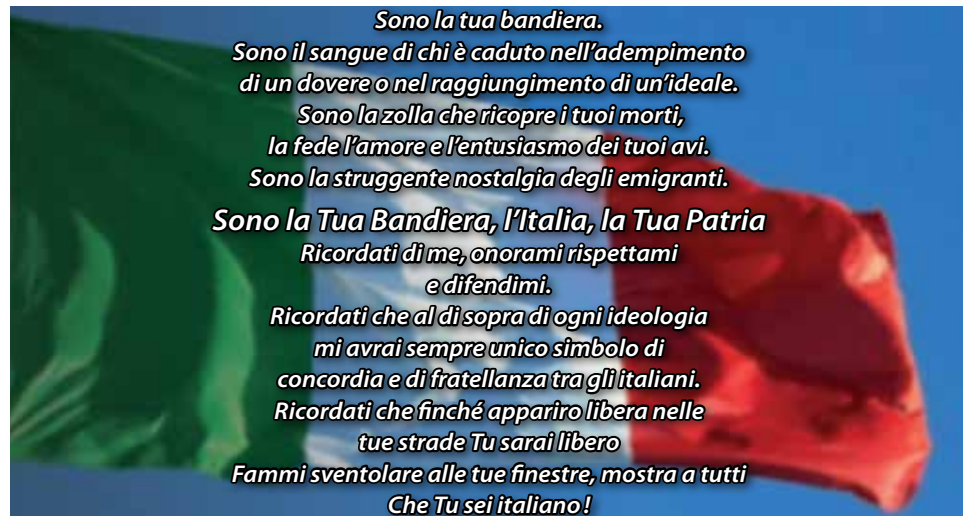 Sono la tua bandiera.
Sono il sangue di chi è caduto nell'adempimento
di un dovere o nel raggiungimento di un'ideale.
Sono la zolla che ricopre i tuoi morti,
la fede l'amore e l'entusiasmo dei tuoi avi.
Sono la struggente nostalgia degli emigranti.
Sono la Tua Bandiera, l'Italia, la Tua Patria
Ricordati di me, onorami rispettami
e difendimi.
Ricordati che al di sopra di ogni ideologia
mi avrai sempre unico simbolo di
concordia e di fratellanza tra gli italiani.
Ricordati che finché appariro libera nelle
tue strade Tu sarai libero
Fammi sventolare alle tue finestre, mostra a tutti
Che Tu sei italiano!